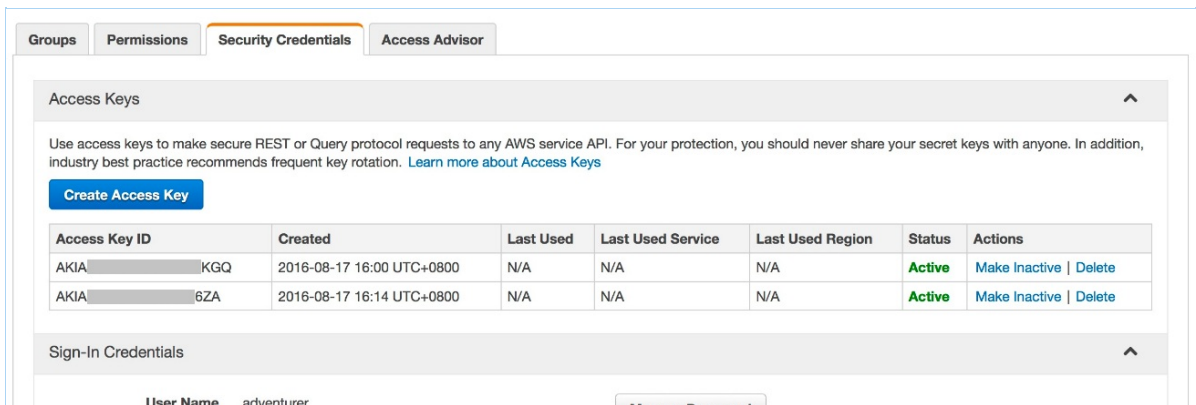 Groups Permissions Security Credentials Access Advisor
Access Keys
Use access keys to make secure REST or Query protocol requests to any AWS service API. For your protection, you should never share your secret keys with anyone. In addition,
industry best practice recommends frequent key rotation. Learn more about Access Keys
Create Access Key
Access Key ID Created Last Used Last Used Service Last Used Region Status Actions
AKIA KGQ 2016-08-17 16:00 UTC+0800 N/A N/A N/A Active Make Inactive | Delete
AKIA 6ZA 2016-08-17 16:14 UTC+0800 N/A N/A N/A Active Make Inactive | Delete
Sign-In Credentials
User Name adventurer